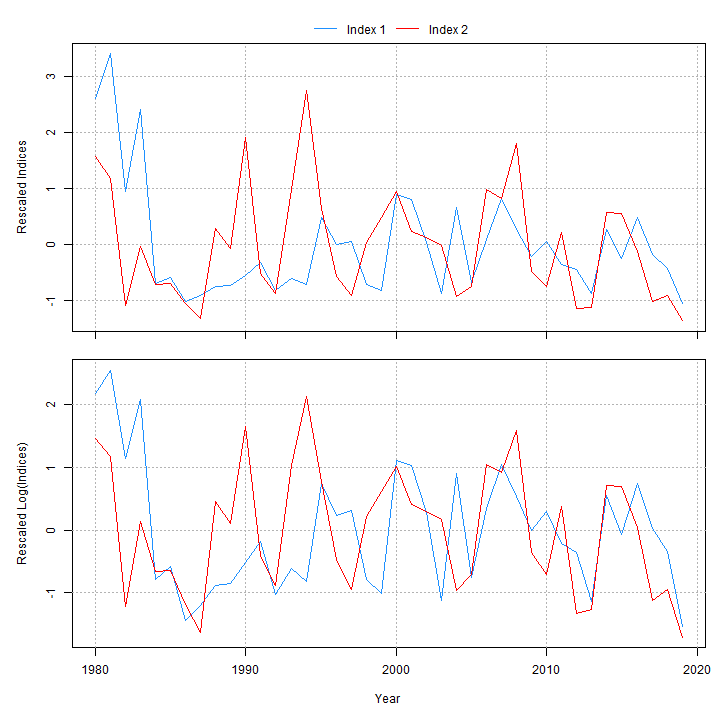 Index 1 Index 2
Rescaled Indices
3
2
1
0
-1
Rescaled Log(Indices)
2
1
0
-1
1980 1990 2000 2010 2020
Year